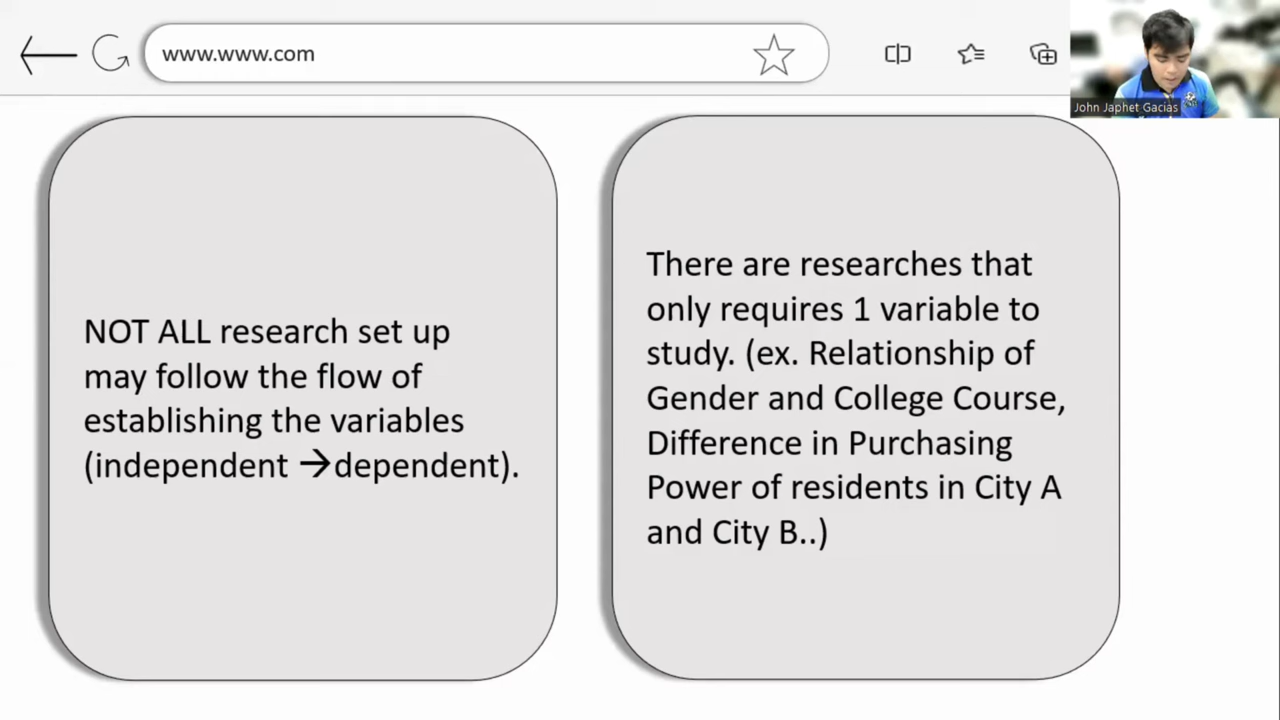 www.www.com
John Japhet Gacias
NOT ALL research set up
may follow the flow of
establishing the variables
(independent →dependent).
There are researches that
only requires 1 variable to
study. (ex. Relationship of
Gender and College Course,
Difference in Purchasing
Power of residents in City A
and City B..)